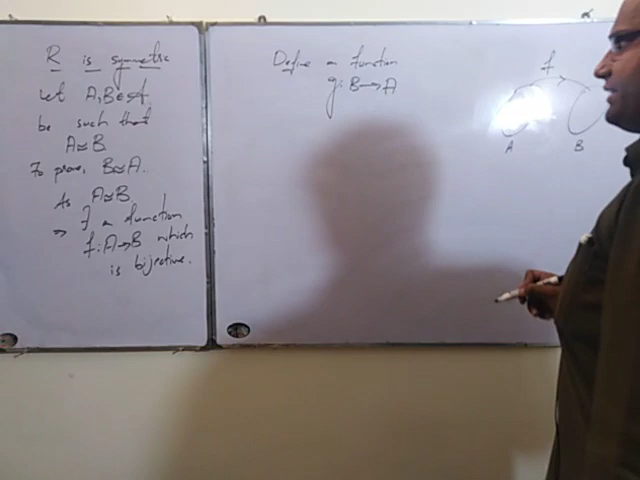 R is symmetric
Let A, B ∈ 𝒜
be such that
A ≈ B
To prove, B ≈ A.
As A ≈ B
⇒ ∃ a function
f: A → B which
is bijective.
Define a function
g: B → A
f
A B